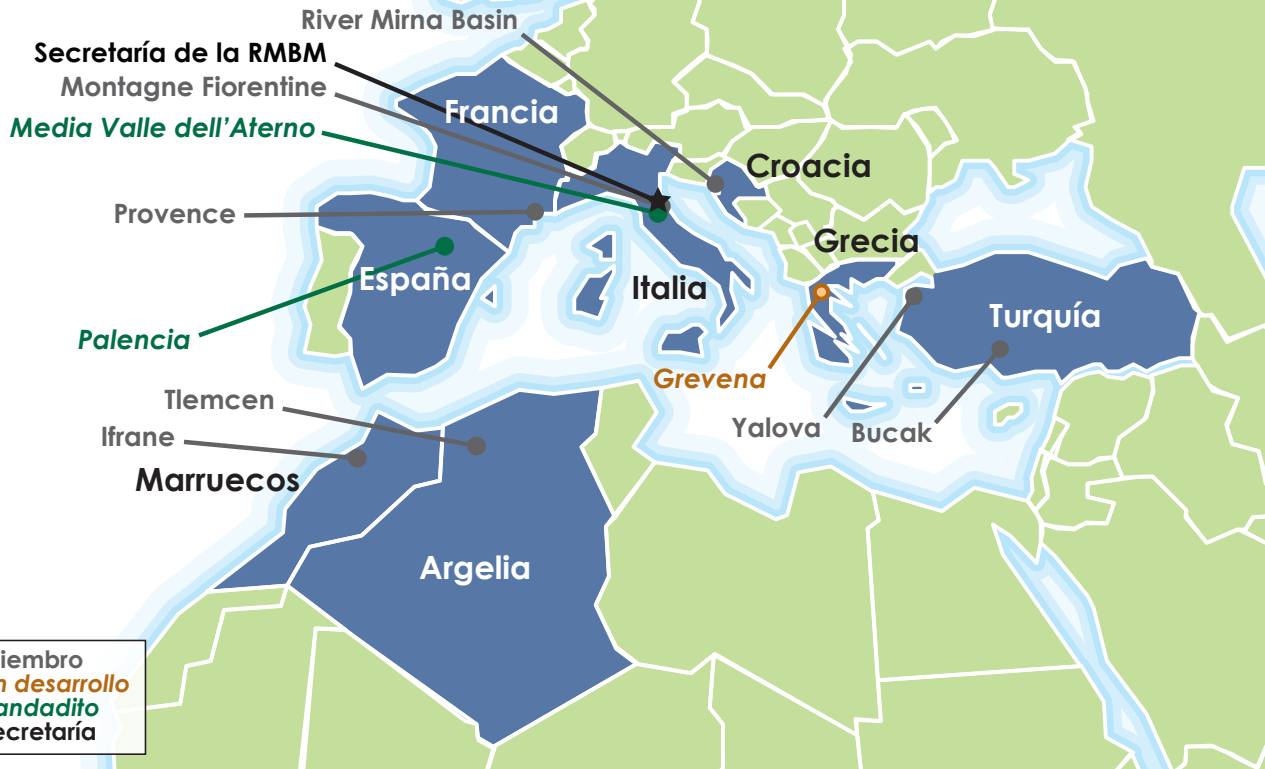 River Mirna Basin
Secretaría de la RMBM
Montagne Fiorentine
Media Valle dell’Aterno
Francia
Croacia
Provence
Grecia
España
Italia
Turquía
Palencia
Grevena
Tlemcen
Yalova
Bucak
Ifrane
Marruecos
Argelia
iembro
n desarrollo
andadito
ecretaría